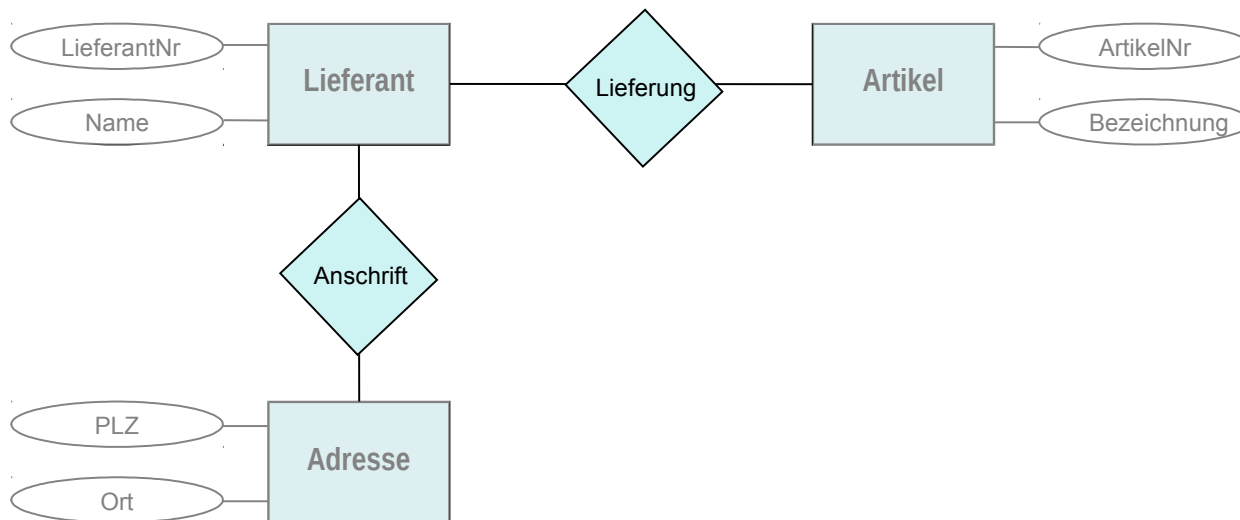 LieferantNr
Name
Lieferant
Lieferung
Artikel
ArtikelNr
Bezeichnung
Anschrift
PLZ
Ort
Adresse